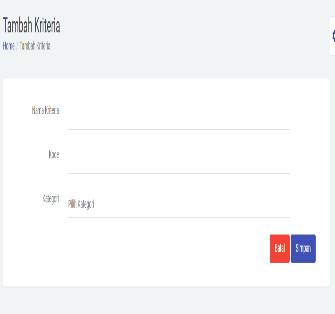 Tambah Kriteria
Home / Tambah Kriteria
Nama Kriteria
Kode
Kategori
Pilih Kategori
Batal Simpan